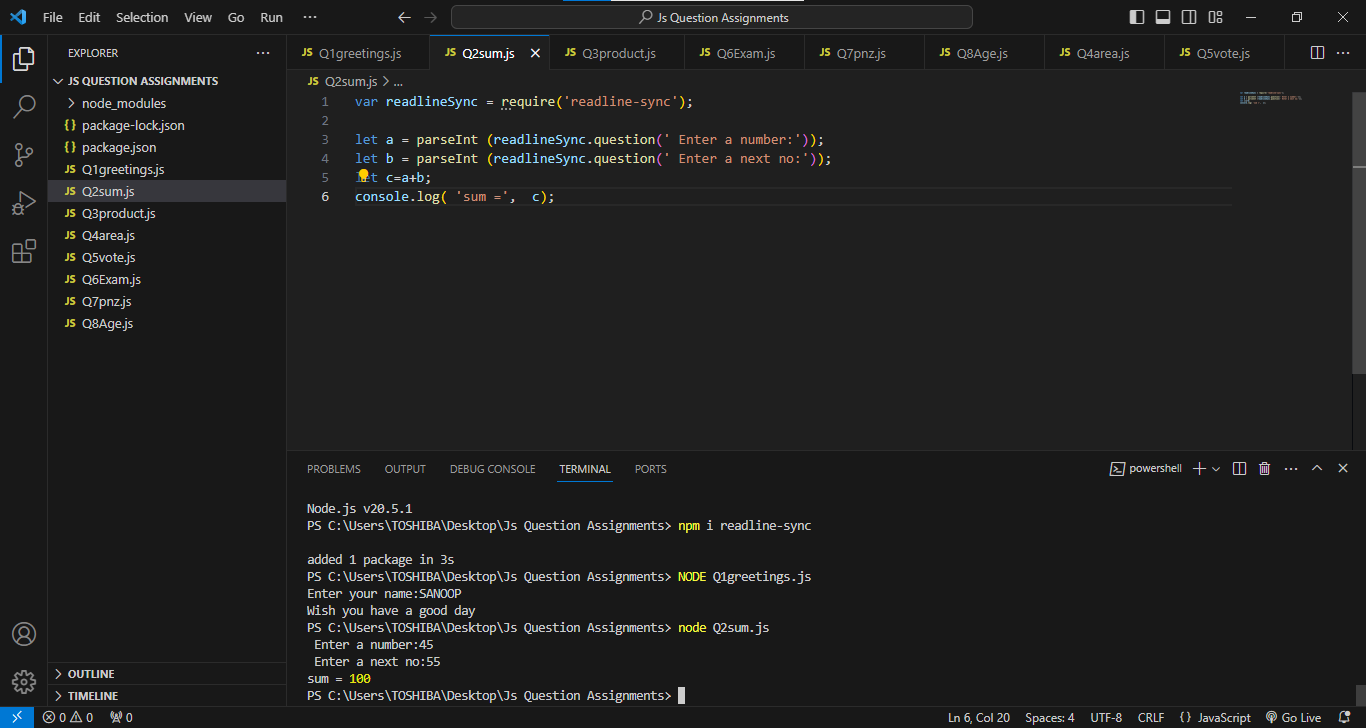 File Edit Selection View Go Run ··· Js Question Assignments
EXPLORER ···
JS QUESTION ASSIGNMENTS
node_modules
{} package-lock.json
{} package.json
JS Q1greetings.js
JS Q2sum.js
JS Q3product.js
JS Q4area.js
JS Q5vote.js
JS Q6Exam.js
JS Q7pnz.js
JS Q8Age.js
OUTLINE
TIMELINE
JS Q1greetings.js JS Q2sum.js JS Q3product.js JS Q6Exam.js JS Q7pnz.js JS Q8Age.js JS Q4area.js JS Q5vote.js
JS Q2sum.js > ...
1 var readlineSync = require('readline-sync');
2
3 let a = parseInt (readlineSync.question(' Enter a number:'));
4 let b = parseInt (readlineSync.question(' Enter a next no:'));
5 let c=a+b;
6 console.log( 'sum =',  c);
PROBLEMS OUTPUT DEBUG CONSOLE TERMINAL PORTS powershell
Node.js v20.5.1
PS C:\Users\TOSHIBA\Desktop\Js Question Assignments> npm i readline-sync
added 1 package in 3s
PS C:\Users\TOSHIBA\Desktop\Js Question Assignments> NODE Q1greetings.js
Enter your name:SANOOP
Wish you have a good day
PS C:\Users\TOSHIBA\Desktop\Js Question Assignments> node Q2sum.js
 Enter a number:45
 Enter a next no:55
sum = 100
PS C:\Users\TOSHIBA\Desktop\Js Question Assignments>
0 0 0 Ln 6, Col 20 Spaces: 4 UTF-8 CRLF {} JavaScript Go Live